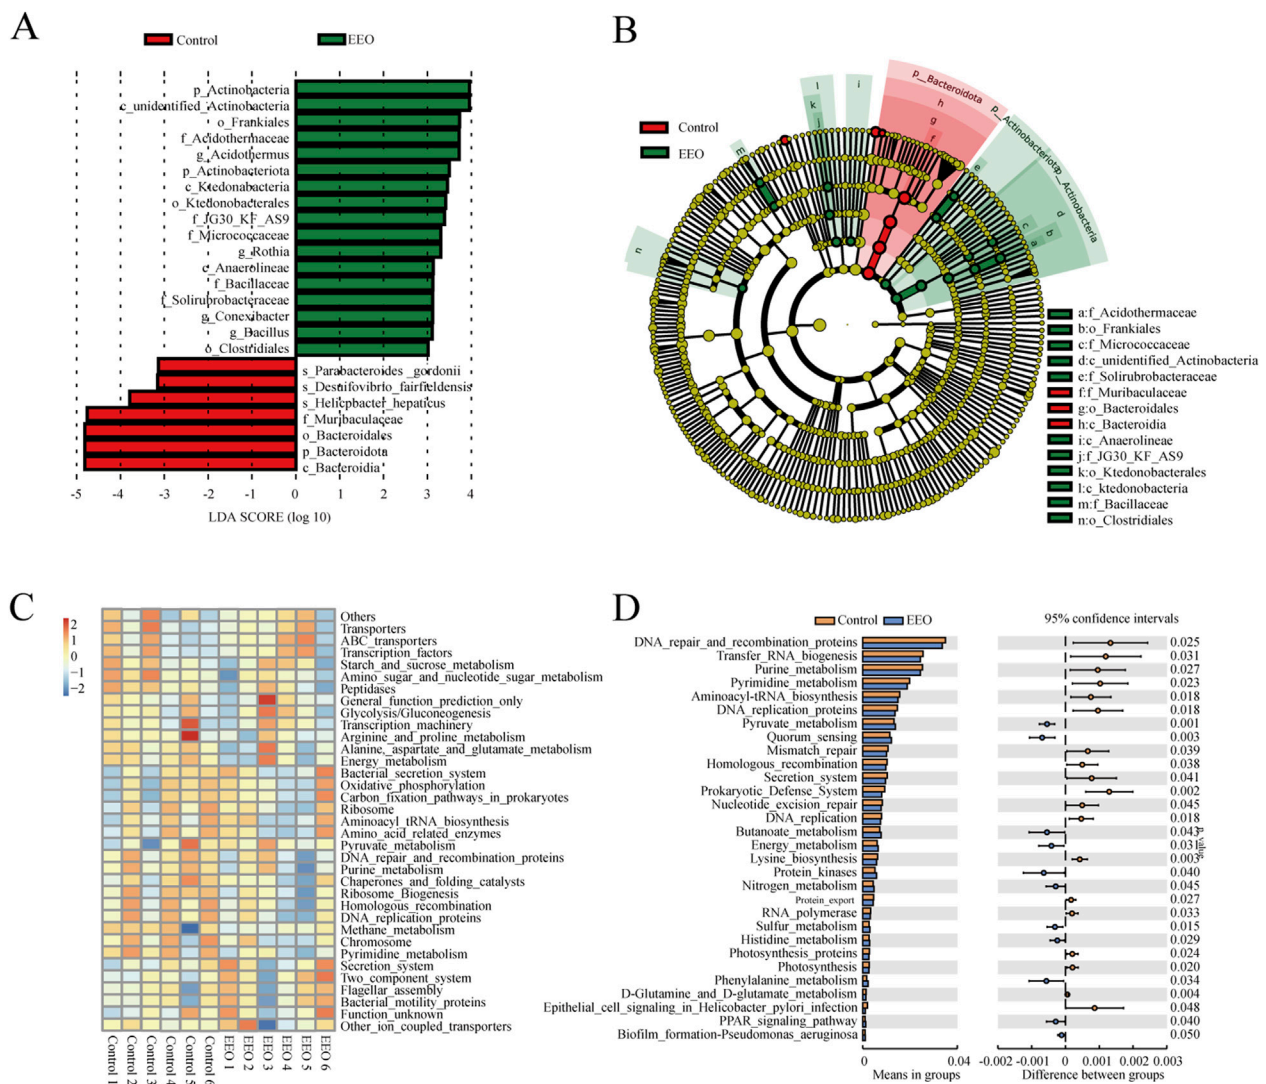 A
Control
EEO
p_Actinobacteria
c_unidentified_Actinobacteria
o_Frankiales
f_Acidothermaceae
g_Acidothermus
p_Actinobacteriota
c_Ktedonabacteria
o_Ktedonobacterales
f_JG30_KF_AS9
f_Micrococcaceae
g_Rothia
c_Anaerolineae
f_Bacillaceae
f_Solirubrobacteraceae
g_Conexibacter
g_Bacillus
o_Clostridiales
s_Parabacteroides_gordonii
s_Desulfovibrio_fairfieldensis
s_Helicpbacter_hepaticus
f_Muribaculaceae
o_Bacteroidales
p_Bacteroidota
c_Bacteroidia
-5 -4 -3 -2 -1 0 1 2 3 4
LDA SCORE (log 10)
B
Control
EEO
p_Bacteroidota
h
g
f
p_Actinobacteriota
p_Actinobacteria
l
k
j
i
m
n
e
d
c
b
a
a:f_Acidothermaceae
b:o_Frankiales
c:f_Micrococcaceae
d:c_unidentified_Actinobacteria
e:f_Solirubrobacteraceae
f:f_Muribaculaceae
g:o_Bacteroidales
h:c_Bacteroidia
i:c_Anaerolineae
j:f_JG30_KF_AS9
k:o_Ktedonobacterales
l:c_ktedonobacteria
m:f_Bacillaceae
n:o_Clostridiales
C
2
1
0
−1
−2
Others
Transporters
ABC_transporters
Transcription_factors
Starch_and_sucrose_metabolism
Amino_sugar_and_nucleotide_sugar_metabolism
Peptidases
General_function_prediction_only
Glycolysis/Gluconeogenesis
Transcription_machinery
Arginine_and_proline_metabolism
Alanine,_aspartate_and_glutamate_metabolism
Energy_metabolism
Bacterial_secretion_system
Oxidative_phosphorylation
Carbon_fixation_pathways_in_prokaryotes
Ribosome
Aminoacyl_tRNA_biosynthesis
Amino_acid_related_enzymes
Pyruvate_metabolism
DNA_repair_and_recombination_proteins
Purine_metabolism
Chaperones_and_folding_catalysts
Ribosome_Biogenesis
Homologous_recombination
DNA_replication_proteins
Methane_metabolism
Chromosome
Pyrimidine_metabolism
Secretion_system
Two_component_system
Flagellar_assembly
Bacterial_motility_proteins
Function_unknown
Other_ion_coupled_transporters
Control 1
Control 2
Control 3
Control 4
Control 5
Control 6
EEO 1
EEO 2
EEO 3
EEO 4
EEO 5
EEO 6
D
Control
EEO
95% confidence intervals
DNA_repair_and_recombination_proteins 0.025
Transfer_RNA_biogenesis 0.031
Purine_metabolism 0.027
Pyrimidine_metabolism 0.023
Aminoacyl-tRNA_biosynthesis 0.018
DNA_replication_proteins 0.018
Pyruvate_metabolism 0.001
Quorum_sensing 0.003
Mismatch_repair 0.039
Homologous_recombination 0.038
Secretion_system 0.041
Prokaryotic_Defense_System 0.002
Nucleotide_excision_repair 0.045
DNA_replication 0.018
Butanoate_metabolism 0.043
Energy_metabolism 0.031
Lysine_biosynthesis 0.003
Protein_kinases 0.040
Nitrogen_metabolism 0.045
Protein_export 0.027
RNA_polymerase 0.033
Sulfur_metabolism 0.015
Histidine_metabolism 0.029
Photosynthesis_proteins 0.024
Photosynthesis 0.020
Phenylalanine_metabolism 0.034
D-Glutamine_and_D-glutamate_metabolism 0.004
Epithelial_cell_signaling_in_Helicobacter_pylori_infection 0.048
PPAR_signaling_pathway 0.040
Biofilm_formation-Pseudomonas_aeruginosa 0.050
p value
0 0.04
Means in groups
-0.002 -0.001 0 0.001 0.002 0.003
Difference between groups